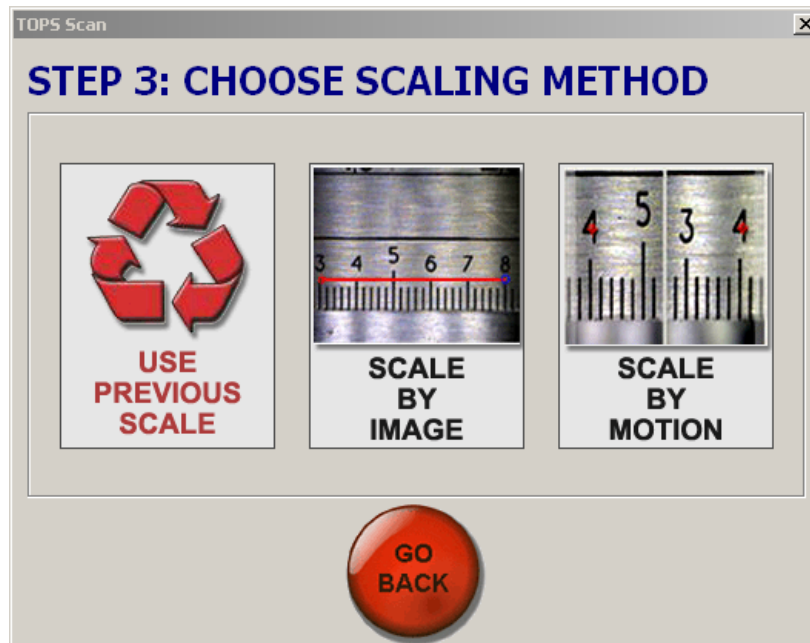 TOPS Scan
STEP 3: CHOOSE SCALING METHOD
3 4 5 6 7 8
4 5 3 4
USE
PREVIOUS
SCALE
SCALE
BY
IMAGE
SCALE
BY
MOTION
GO
BACK